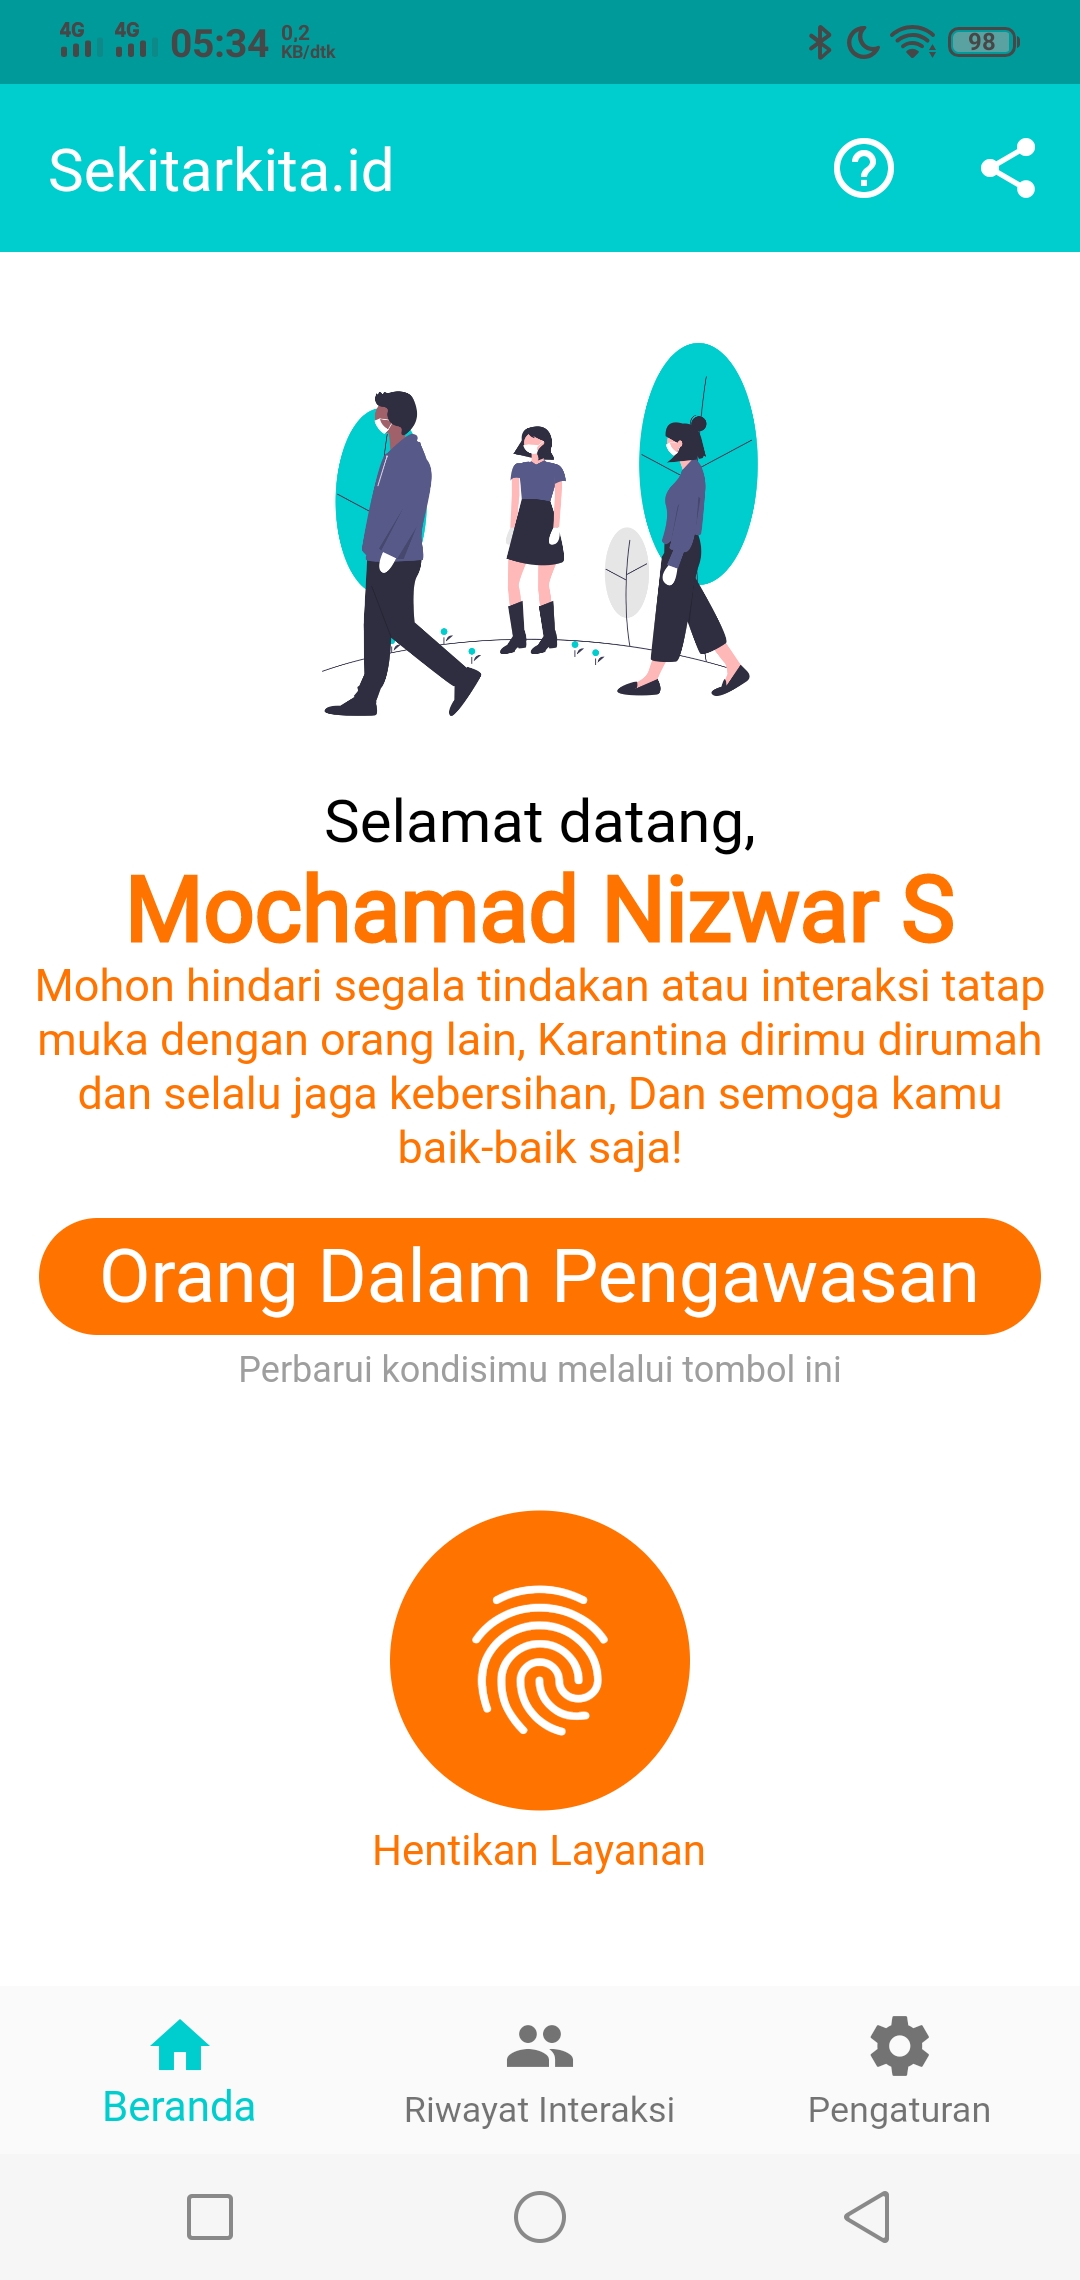 4G 4G 05:34 0,2 KB/dtk 98
Sekitarkita.id
Selamat datang,
Mochamad Nizwar S
Mohon hindari segala tindakan atau interaksi tatap
muka dengan orang lain, Karantina dirimu dirumah
dan selalu jaga kebersihan, Dan semoga kamu
baik-baik saja!
Orang Dalam Pengawasan
Perbarui kondisimu melalui tombol ini
Hentikan Layanan
Beranda Riwayat Interaksi Pengaturan